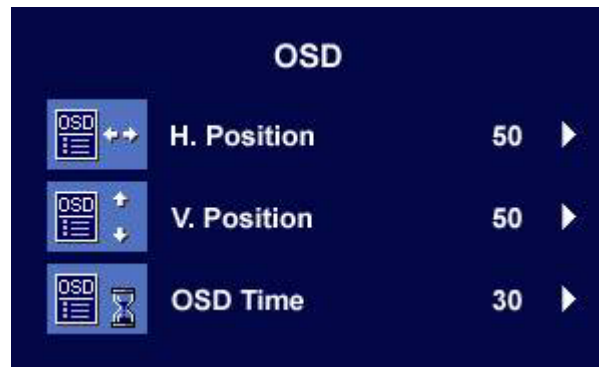 OSD
OSD H. Position 50
OSD V. Position 50
OSD OSD Time 30